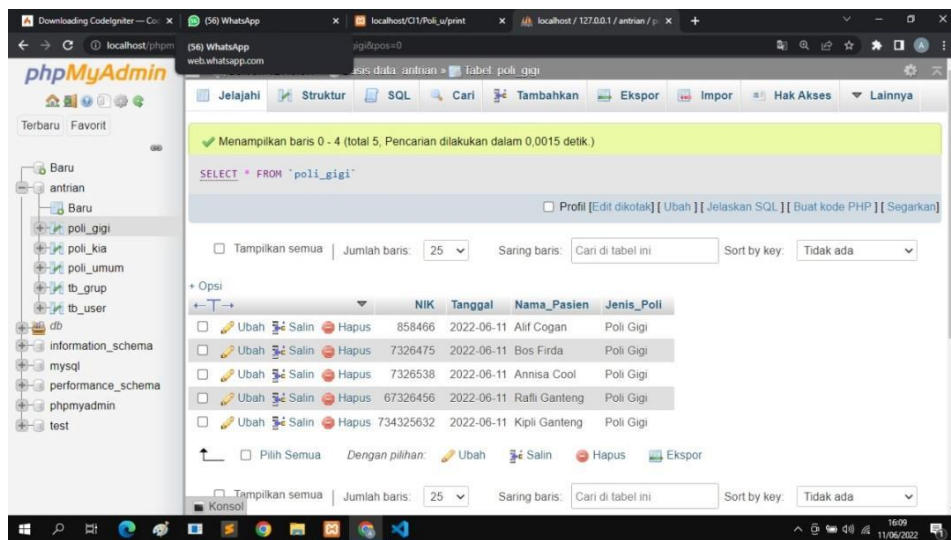 Downloading CodeIgniter — Co
(56) WhatsApp
localhost/CI1/Poli_u/print
localhost / 127.0.0.1 / antrian / p
localhost/phpm
igi&pos=0
(56) WhatsApp
web.whatsapp.com
phpMyAdmin
asis data: antrian » Tabel: poli_gigi
Jelajahi Struktur SQL Cari Tambahkan Ekspor Impor Hak Akses Lainnya
Terbaru Favorit
Baru
antrian
Baru
poli_gigi
poli_kia
poli_umum
tb_grup
tb_user
db
information_schema
mysql
performance_schema
phpmyadmin
test
Menampilkan baris 0 - 4 (total 5, Pencarian dilakukan dalam 0,0015 detik.)
SELECT * FROM `poli_gigi`
Profil [Edit dikotak] [ Ubah ] [ Jelaskan SQL ] [ Buat kode PHP ] [ Segarkan]
Tampilkan semua | Jumlah baris: 25 Saring baris: Cari di tabel ini Sort by key: Tidak ada
+ Opsi
NIK Tanggal Nama_Pasien Jenis_Poli
Ubah Salin Hapus 858466 2022-06-11 Alif Cogan Poli Gigi
Ubah Salin Hapus 7326475 2022-06-11 Bos Firda Poli Gigi
Ubah Salin Hapus 7326538 2022-06-11 Annisa Cool Poli Gigi
Ubah Salin Hapus 67326456 2022-06-11 Rafli Ganteng Poli Gigi
Ubah Salin Hapus 734325632 2022-06-11 Kipli Ganteng Poli Gigi
Pilih Semua Dengan pilihan: Ubah Salin Hapus Ekspor
Tampilkan semua | Jumlah baris: 25 Saring baris: Cari di tabel ini Sort by key: Tidak ada
Konsol
16:09
11/06/2022